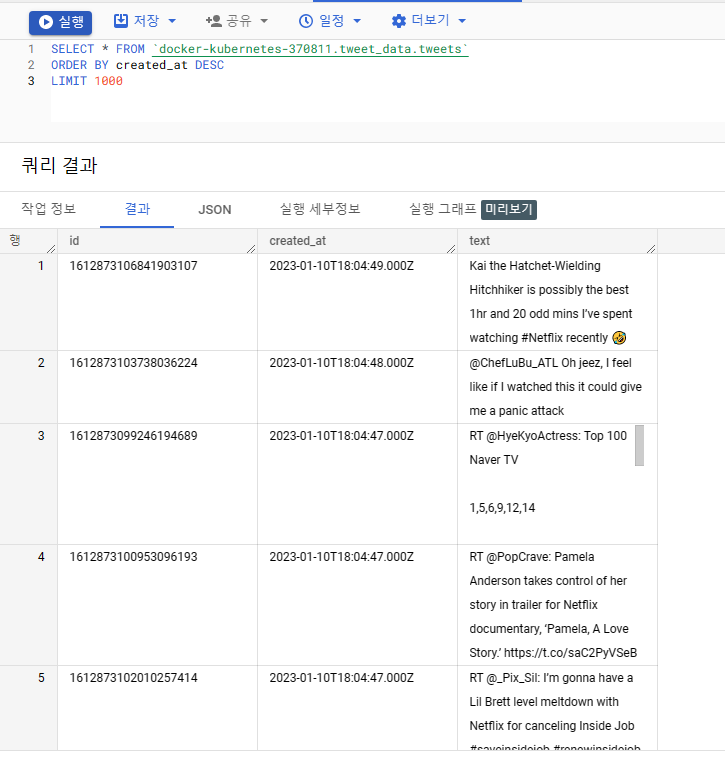 실행 저장 공유 일정 더보기
1 SELECT * FROM `docker-kubernetes-370811.tweet_data.tweets`
2 ORDER BY created_at DESC
3 LIMIT 1000
쿼리 결과
작업 정보 결과 JSON 실행 세부정보 실행 그래프 미리보기
행 id created_at text
1 1612873106841903107 2023-01-10T18:04:49.000Z Kai the Hatchet-Wielding
Hitchhiker is possibly the best
1hr and 20 odd mins I’ve spent
watching #Netflix recently 🤣
2 1612873103738036224 2023-01-10T18:04:48.000Z @ChefLuBu_ATL Oh jeez, I feel
like if I watched this it could give
me a panic attack
3 1612873099246194689 2023-01-10T18:04:47.000Z RT @HyeKyoActress: Top 100
Naver TV
1,5,6,9,12,14
4 1612873100953096193 2023-01-10T18:04:47.000Z RT @PopCrave: Pamela
Anderson takes control of her
story in trailer for Netflix
documentary, ‘Pamela, A Love
Story.’ https://t.co/saC2PyVSeB
5 1612873102010257414 2023-01-10T18:04:47.000Z RT @_Pix_Sil: I'm gonna have a
Lil Brett level meltdown with
Netflix for canceling Inside Job
#saveinsidejob #renewinsidejob